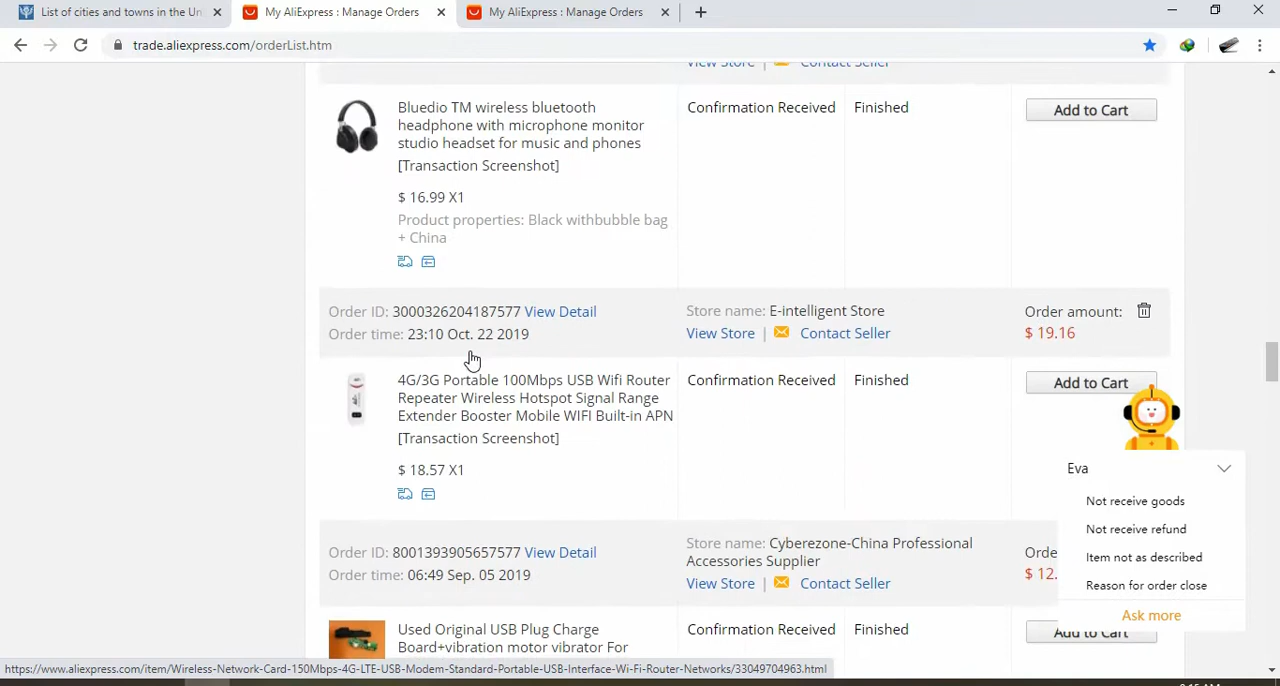 List of cities and towns in the Un
My AliExpress : Manage Orders
My AliExpress : Manage Orders
trade.aliexpress.com/orderList.htm
View Store | Contact Seller
Bluedio TM wireless bluetooth
headphone with microphone monitor
studio headset for music and phones
[Transaction Screenshot]
$ 16.99 X1
Product properties: Black withbubble bag
+ China
Confirmation Received
Finished
Add to Cart
Order ID: 3000326204187577 View Detail
Order time: 23:10 Oct. 22 2019
Store name: E-intelligent Store
View Store | Contact Seller
Order amount:
$ 19.16
4G/3G Portable 100Mbps USB Wifi Router
Repeater Wireless Hotspot Signal Range
Extender Booster Mobile WIFI Built-in APN
[Transaction Screenshot]
$ 18.57 X1
Confirmation Received
Finished
Add to Cart
Eva
Not receive goods
Not receive refund
Item not as described
Reason for order close
Ask more
Order ID: 8001393905657577 View Detail
Order time: 06:49 Sep. 05 2019
Store name: Cyberezone-China Professional
Accessories Supplier
View Store | Contact Seller
Orde
$ 12.
Used Original USB Plug Charge
Board+vibration motor vibrator For
Confirmation Received
Finished
Add to Cart
https://www.aliexpress.com/item/Wireless-Network-Card-150Mbps-4G-LTE-USB-Modem-Standard-Portable-USB-Interface-Wi-Fi-Router-Networks/33049704963.html